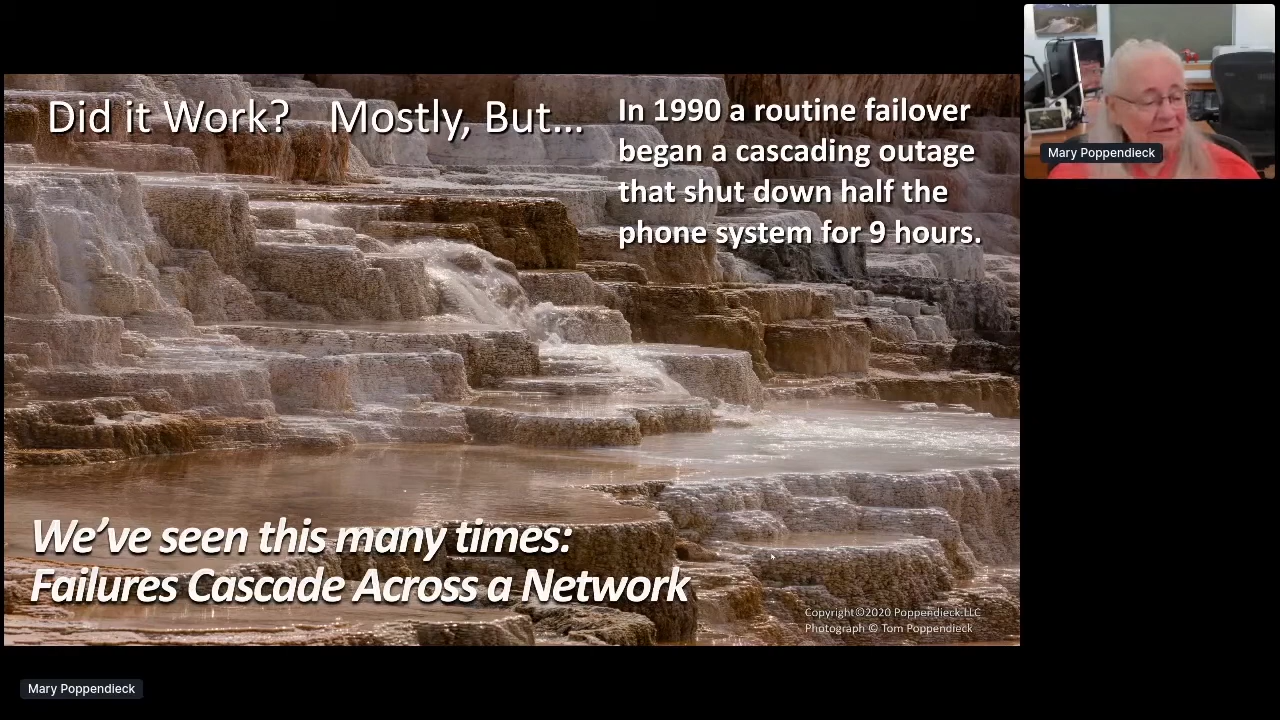 Did it Work? Mostly, But...
In 1990 a routine failover
began a cascading outage
that shut down half the
phone system for 9 hours.
Mary Poppendieck
We've seen this many times:
Failures Cascade Across a Network
Copyright©2020 Poppendieck.LLC
Photograph © Tom Poppendieck
Mary Poppendieck